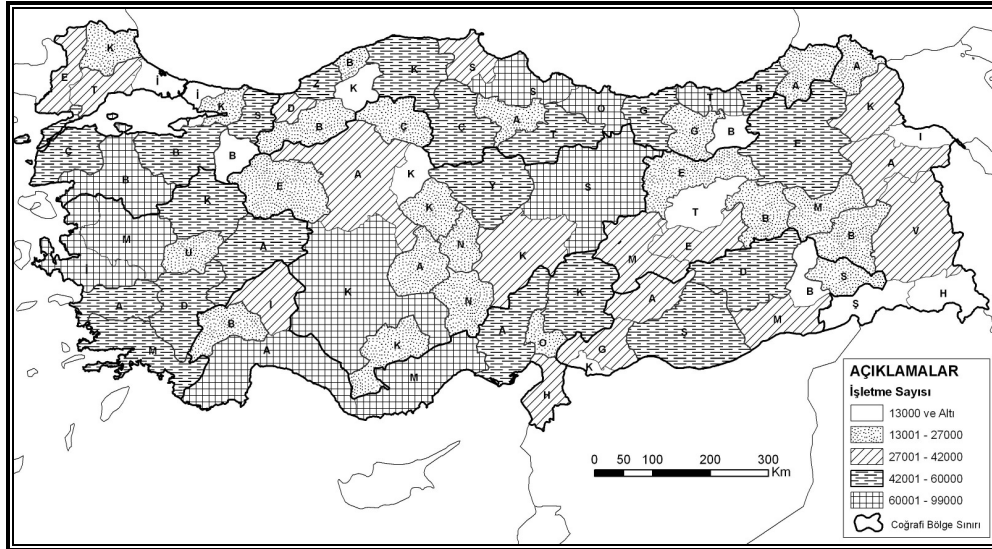 K
E
T
İ
İ
K
S
D
Z
B
K
K
S
S
O
G
T
R
A
A
K
B
Ç
Ç
A
T
G
B
E
I
A
Ç
B
B
B
K
E
A
K
Y
S
E
T
B
M
B
V
M
İ
U
A
K
N
A
N
K
M
E
D
B
S
Ş
H
A
D
M
I
B
K
A
K
M
A
O
K
A
G
K
H
Ş
M
AÇIKLAMALAR
İşletme Sayısı
13000 ve Altı
13001 - 27000
27001 - 42000
42001 - 60000
60001 - 99000
Coğrafi Bölge Sınırı
0 50 100 200 300
Km